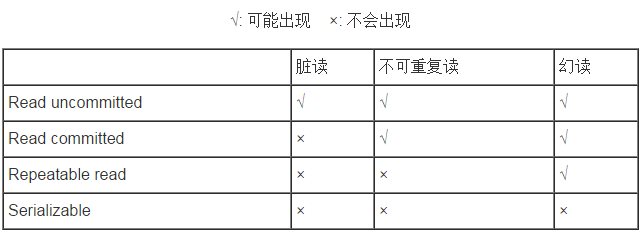 √: 可能出现 ×: 不会出现
脏读 不可重复读 幻读
Read uncommitted √ √ √
Read committed × √ √
Repeatable read × × √
Serializable × × ×